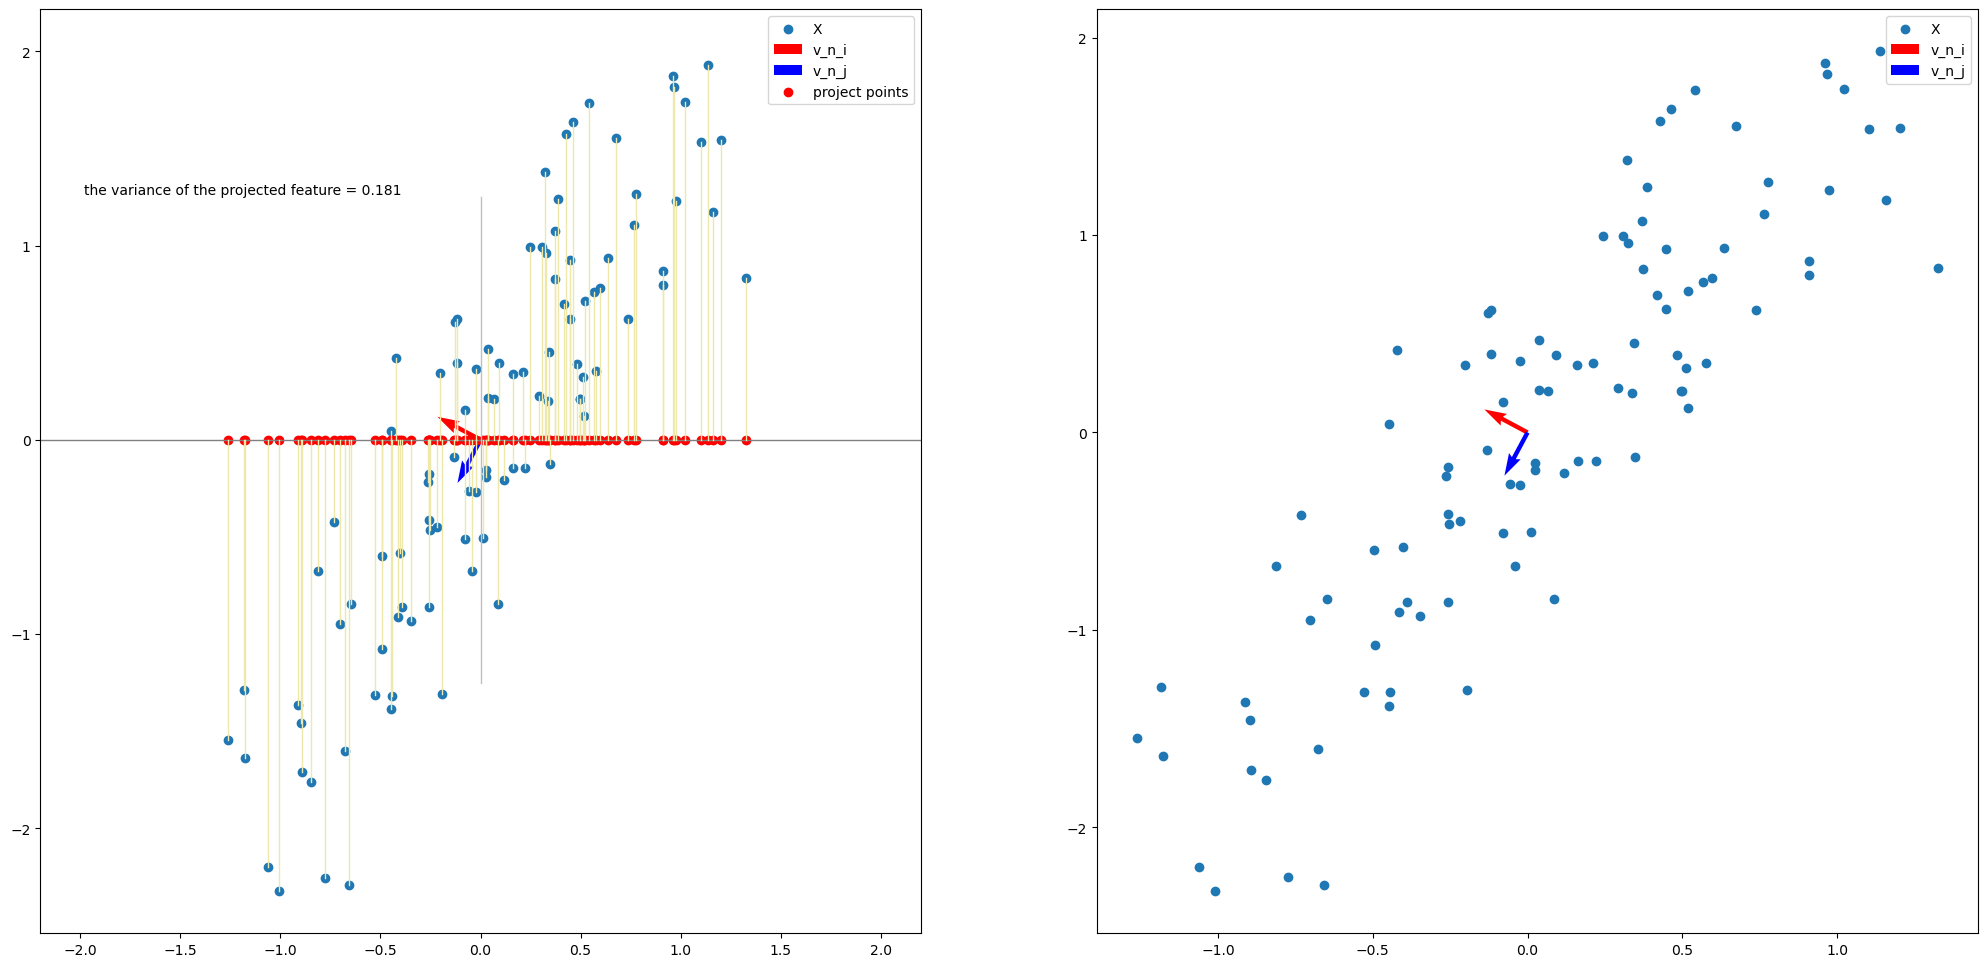 X
v_n_i
v_n_j
project points
the variance of the projected feature = 0.181
2
1
0
−1
−2
−2.0 −1.5 −1.0 −0.5 0.0 0.5 1.0 1.5 2.0
X
v_n_i
v_n_j
2
1
0
−1
−2
−1.0 −0.5 0.0 0.5 1.0